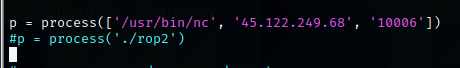 p = process(['/usr/bin/nc', '45.122.249.68', '10006'])
#p = process('./rop2')